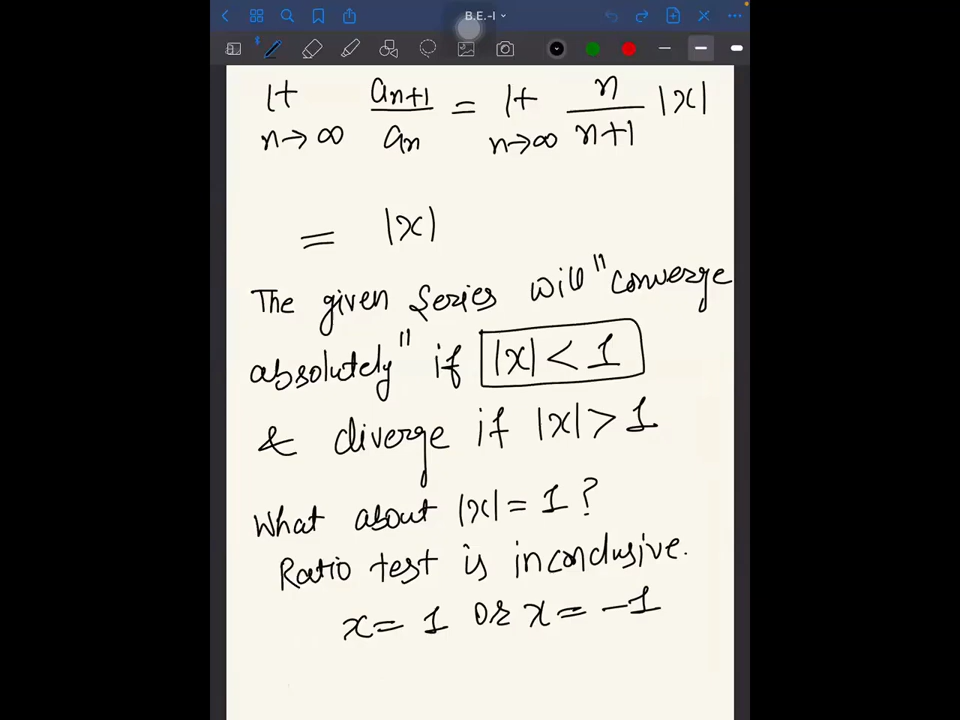 B.E.-I
lt n→∞ an+1/an = lt n→∞ n/n+1 |x|
= |x|
The given series will "converge
absolutely" if |x| < 1
& diverge if |x| > 1
What about |x| = 1 ?
Ratio test is inconclusive.
x = 1 or x = -1